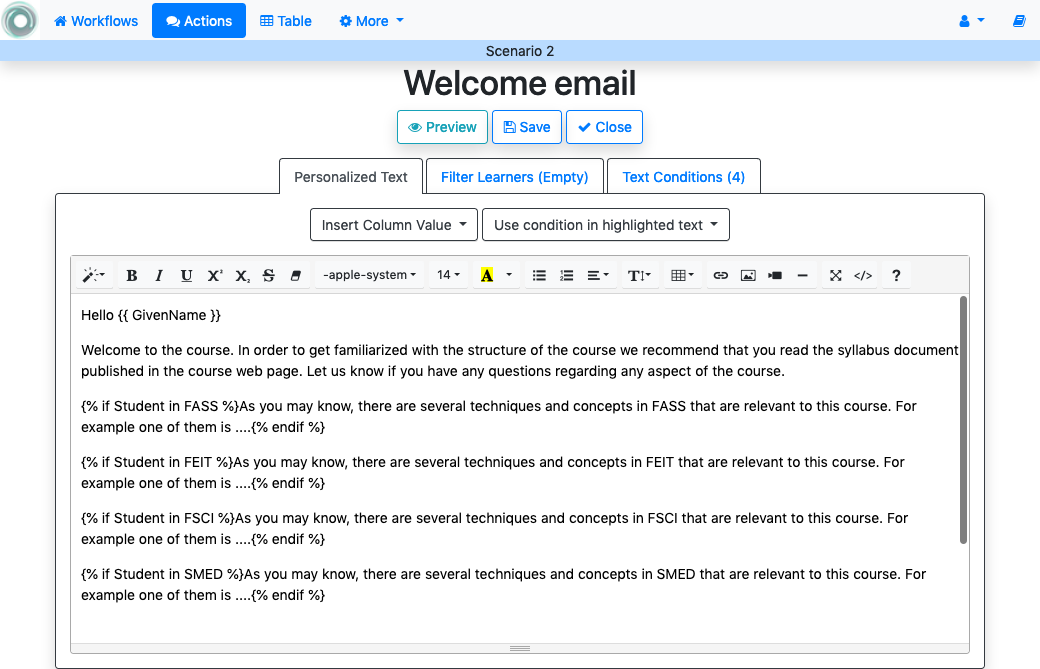 Workflows Actions Table More
Scenario 2
Welcome email
Preview Save Close
Personalized Text Filter Learners (Empty) Text Conditions (4)
Insert Column Value Use condition in highlighted text
B I U X² X₂ S -apple-system 14 A T </> ?
Hello {{ GivenName }}
Welcome to the course. In order to get familiarized with the structure of the course we recommend that you read the syllabus document
published in the course web page. Let us know if you have any questions regarding any aspect of the course.
{% if Student in FASS %}As you may know, there are several techniques and concepts in FASS that are relevant to this course. For
example one of them is ....{% endif %}
{% if Student in FEIT %}As you may know, there are several techniques and concepts in FEIT that are relevant to this course. For
example one of them is ....{% endif %}
{% if Student in FSCI %}As you may know, there are several techniques and concepts in FSCI that are relevant to this course. For
example one of them is ....{% endif %}
{% if Student in SMED %}As you may know, there are several techniques and concepts in SMED that are relevant to this course. For
example one of them is ....{% endif %}